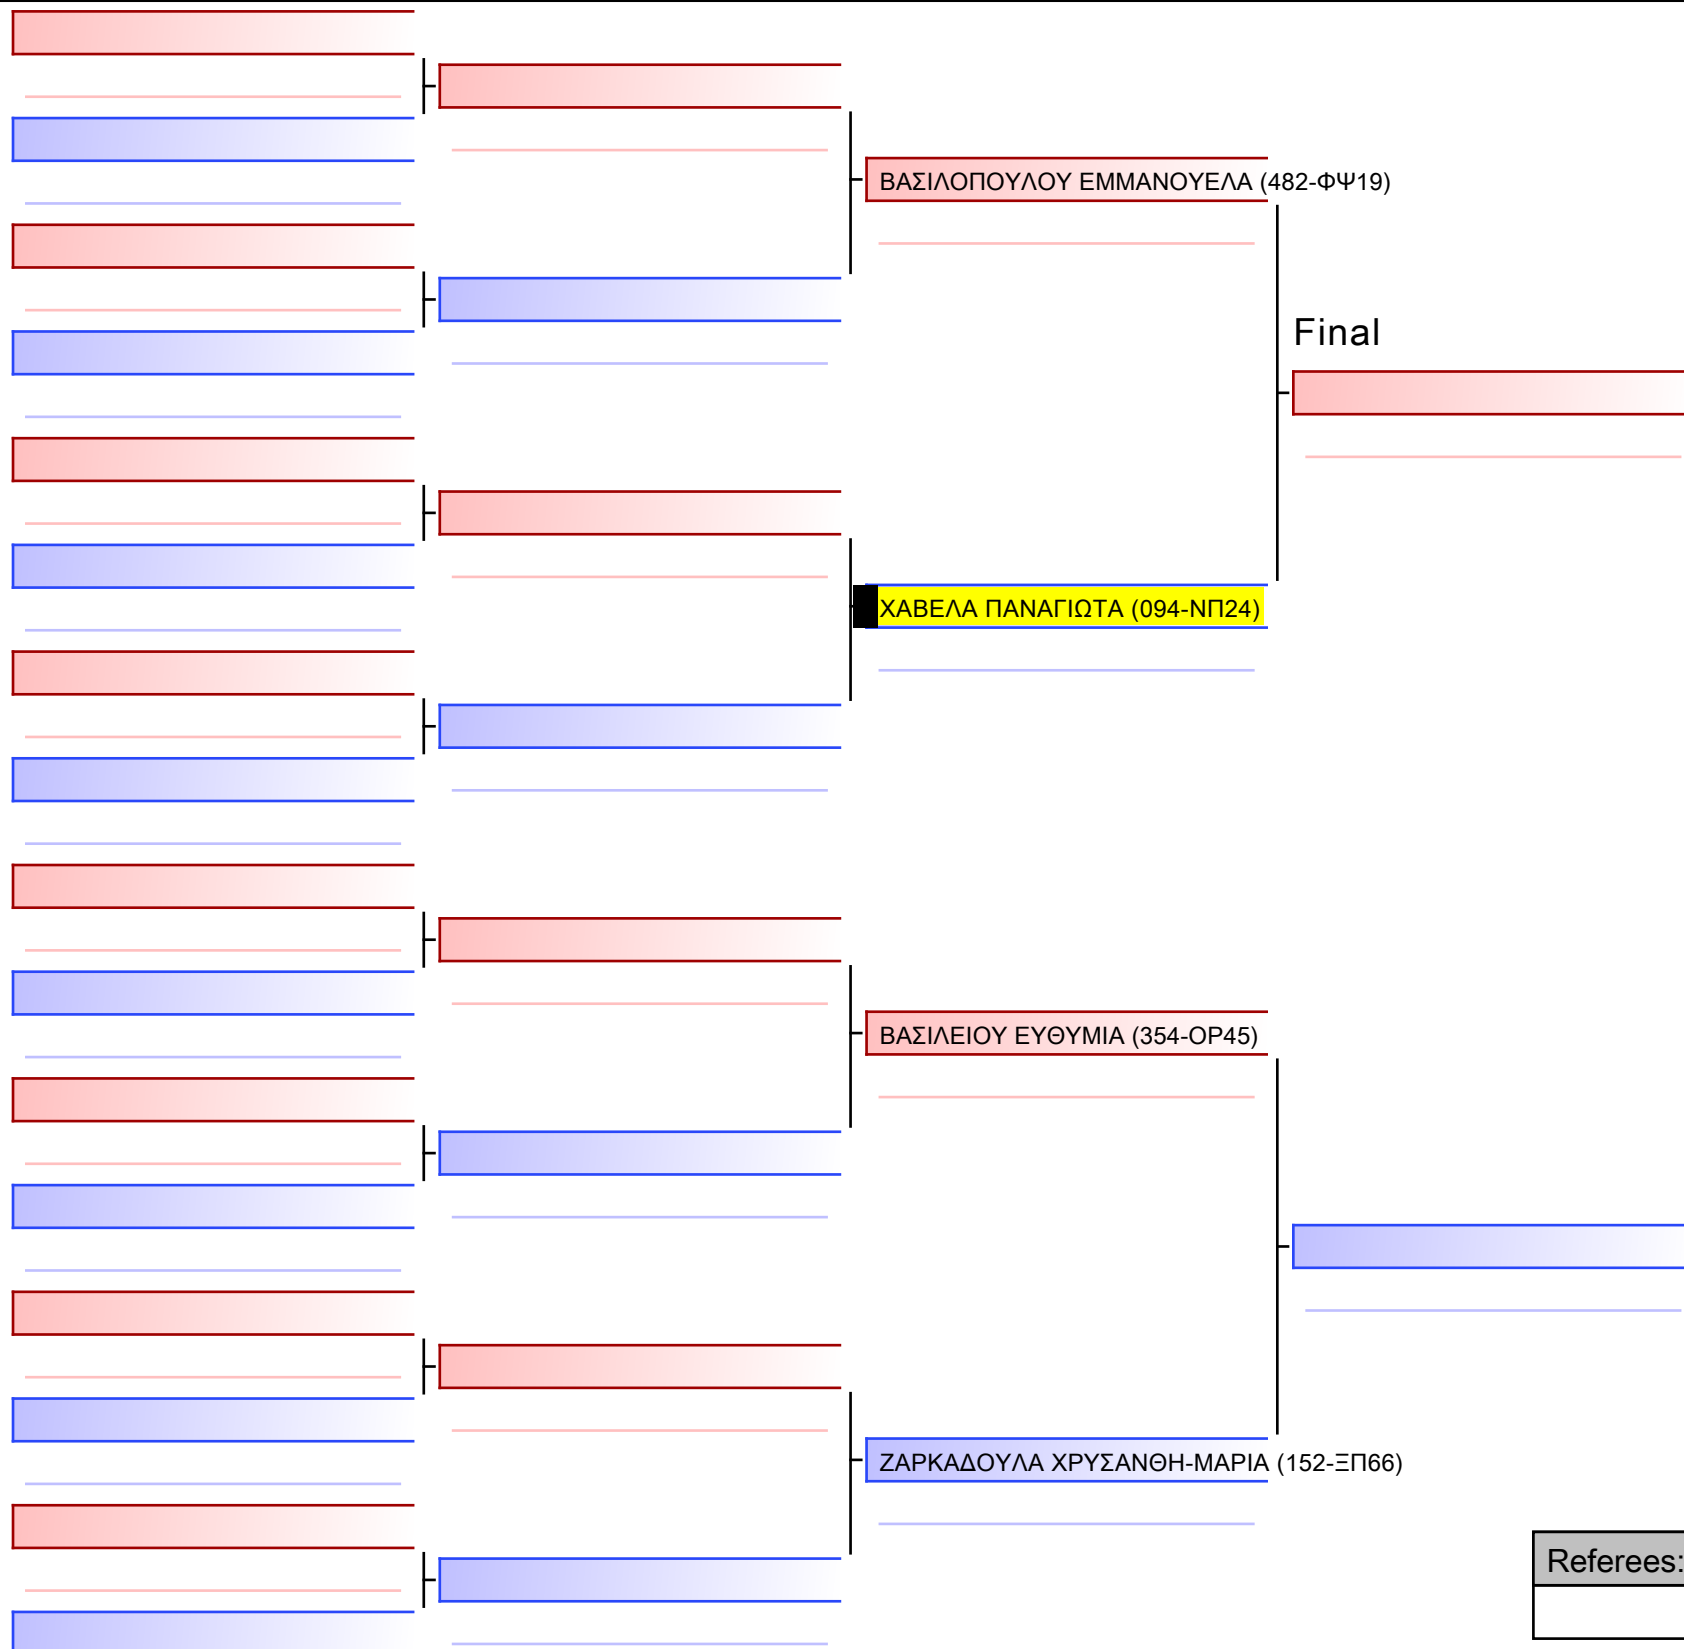 ΒΑΣΙΛΟΠΟΥΛΟΥ ΕΜΜΑΝΟΥΕΛΑ (482-ΦΨ19)
Final
ΧΑΒΕΛΑ ΠΑΝΑΓΙΩΤΑ (094-ΝΠ24)
ΒΑΣΙΛΕΙΟΥ ΕΥΘΥΜΙΑ (354-ΟΡ45)
ΖΑΡΚΑΔΟΥΛΑ ΧΡΥΣΑΝΘΗ-ΜΑΡΙΑ (152-ΞΠ66)
Referees: